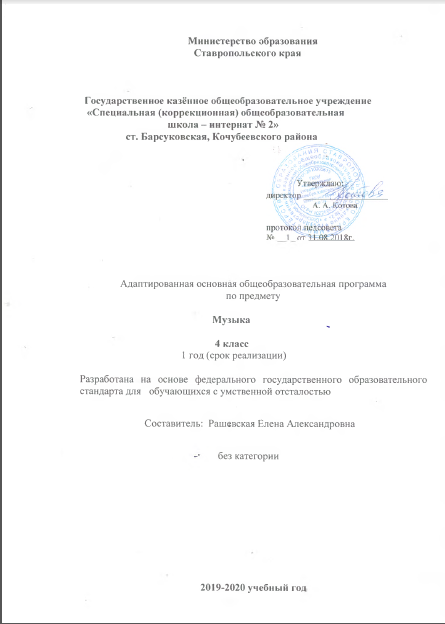 Министерство образования
Ставропольского края
Государственное казённое общеобразовательное учреждение
«Специальная (коррекционная) общеобразовательная
школа – интернат № 2»
ст. Барсуковская, Кочубеевского района
Утверждаю:
директор
А. А. Котова
протокол педсовета
№ 1 от 31.08.2018г.
Адаптированная основная общеобразовательная программа
по предмету
Музыка
4 класс
1 год (срок реализации)
Разработана на основе федерального государственного образовательного
стандарта для обучающихся с умственной отсталостью
Составитель: Рашевская Елена Александровна
- без категории
2019-2020 учебный год